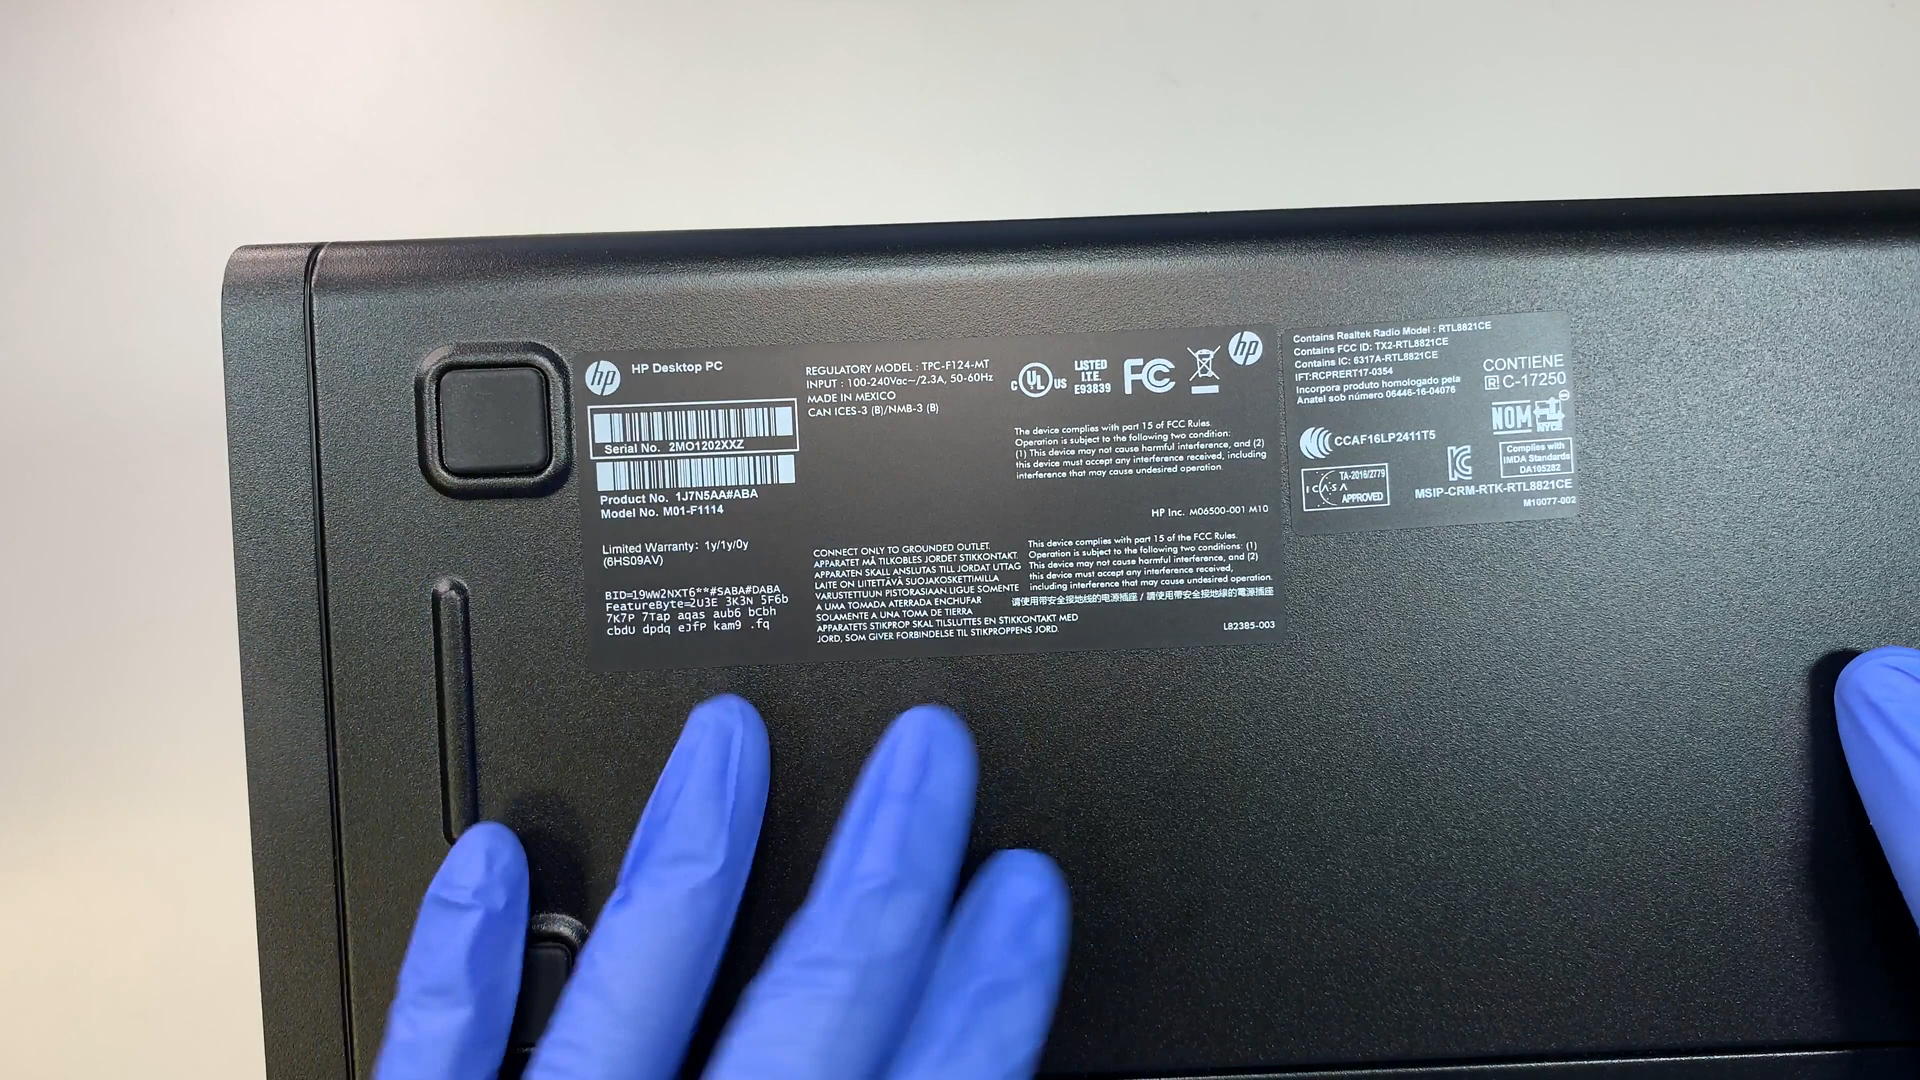 hp HP Desktop PC
Serial No. 2MO1202XXZ
Product No. 1J7N5AA#ABA
Model No. M01-F1114
Limited Warranty: 1y/1y/0y
(6HS09AV)
BID=19WW2NXT6**#SABA#DABA
FeatureByte=2U3E 3K3N 5F6b
7K7P 7Tap aqas aub6 bCbh
cbdU dpdq eJfP kam9 .fq
REGULATORY MODEL : TPC-F124-MT
INPUT : 100-240Vac~/2.3A, 50-60Hz
MADE IN MEXICO
CAN ICES-3 (B)/NMB-3 (B)
C UL US
LISTED
I.T.E.
E93839
FC
hp
The device complies with part 15 of FCC Rules.
Operation is subject to the following two condition:
(1) This device may not cause harmful interference, and (2)
this device must accept any interference received, including
interference that may cause undesired operation.
HP Inc. M06500-001 M10
CONNECT ONLY TO GROUNDED OUTLET.
APPARATET MÅ TILKOBLES JORDET STIKKONTAKT.
APPARATEN SKALL ANSLUTAS TILL JORDAT UTTAG
LAITE ON LIITETTÄVÄ SUOJAKOSKETTIMILLA
VARUSTETTUUN PISTORASIAAN.LIGUE SOMENTE
A UMA TOMADA ATERRADA ENCHUFAR
SOLAMENTE A UNA TOMA DE TIERRA
APPARATETS STIKPROP SKAL TILSLUTTES EN STIKKONTAKT MED
JORD, SOM GIVER FORBINDELSE TIL STIKPROPPENS JORD.
This device complies with part 15 of the FCC Rules.
Operation is subject to the following two conditions: (1)
This device may not cause harmful interference, and (2)
this device must accept any interference received,
including interference that may cause undesired operation.
请使用带安全接地线的电源插座 / 請使用帶安全接地線的電源插座
L82385-003
Contains Realtek Radio Model : RTL8821CE
Contains FCC ID: TX2-RTL8821CE
Contains IC: 6317A-RTL8821CE
IFT:RCPRERT17-0354
Incorpora produto homologado pela
Anatel sob número 06446-16-04076
CONTIENE
R C-17250
NOM NYCE
CCAF16LP2411T5
Complies with
IMDA Standards
DA105282
ICASA TA-2016/2779
APPROVED
MSIP-CRM-RTK-RTL8821CE
M10077-002